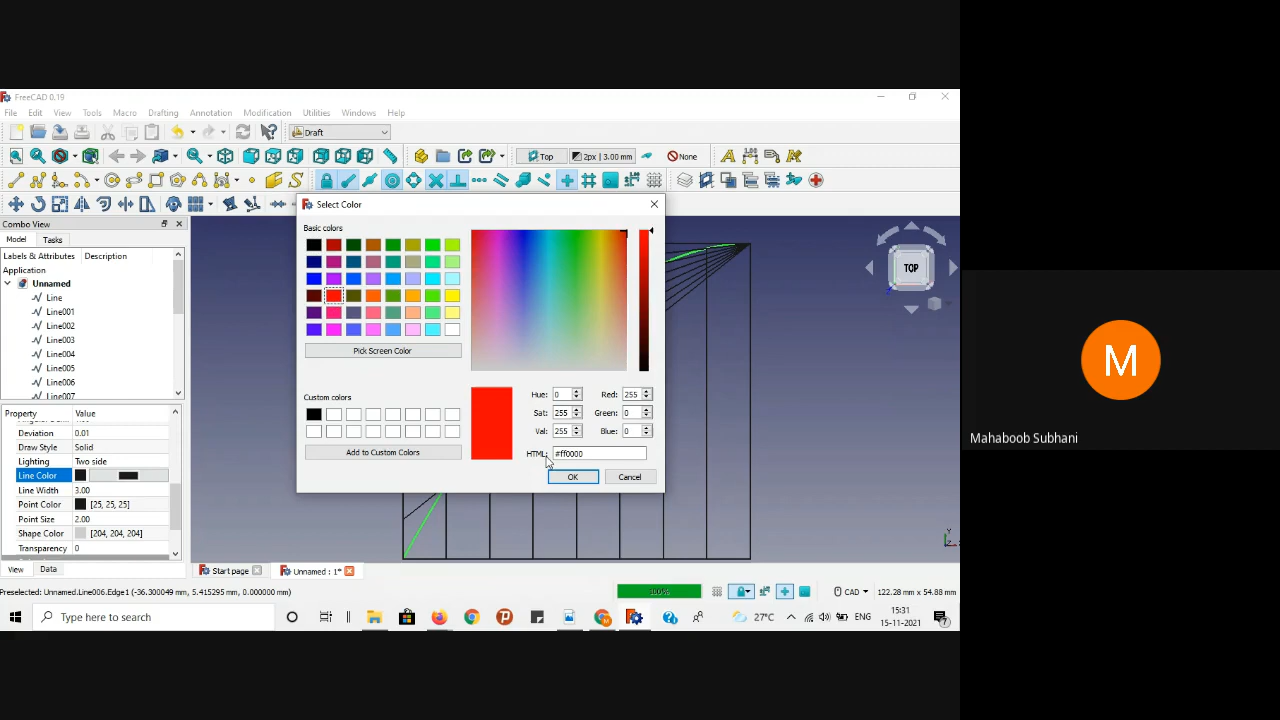 FreeCAD 0.19
File Edit View Tools Macro Drafting Annotation Modification Utilities Windows Help
Draft
Top 2px | 3.00 mm None
Combo View
Model Tasks
Labels & Attributes Description
Application
Unnamed
Line
Line001
Line002
Line003
Line004
Line005
Line006
Line007
Property Value
Deviation 0.01
Draw Style Solid
Lighting Two side
Line Color
Line Width 3.00
Point Color [25, 25, 25]
Point Size 2.00
Shape Color [204, 204, 204]
Transparency 0
View Data
Select Color
Basic colors
Pick Screen Color
Custom colors
Add to Custom Colors
Hue: 0 Red: 255
Sat: 255 Green: 0
Val: 255 Blue: 0
HTML: #ff0000
OK Cancel
TOP
Y
Start page Unnamed : 1*
Preselected: Unnamed.Line006.Edge1 (-36.300049 mm, 5.415295 mm, 0.000000 mm)
100%
CAD 122.28 mm x 54.88 mm
Type here to search
27°C ENG
15:31
15-11-2021
7
M
Mahaboob Subhani